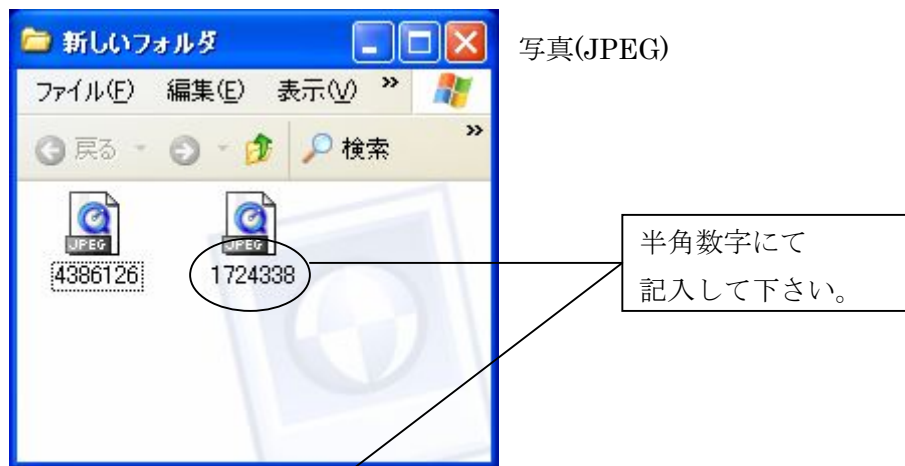 新しいフォルダ
写真(JPEG)
ファイル(F) 編集(E) 表示(V) »
戻る 検索 »
JPEG JPEG
4386126 1724338
半角数字にて
記入して下さい。